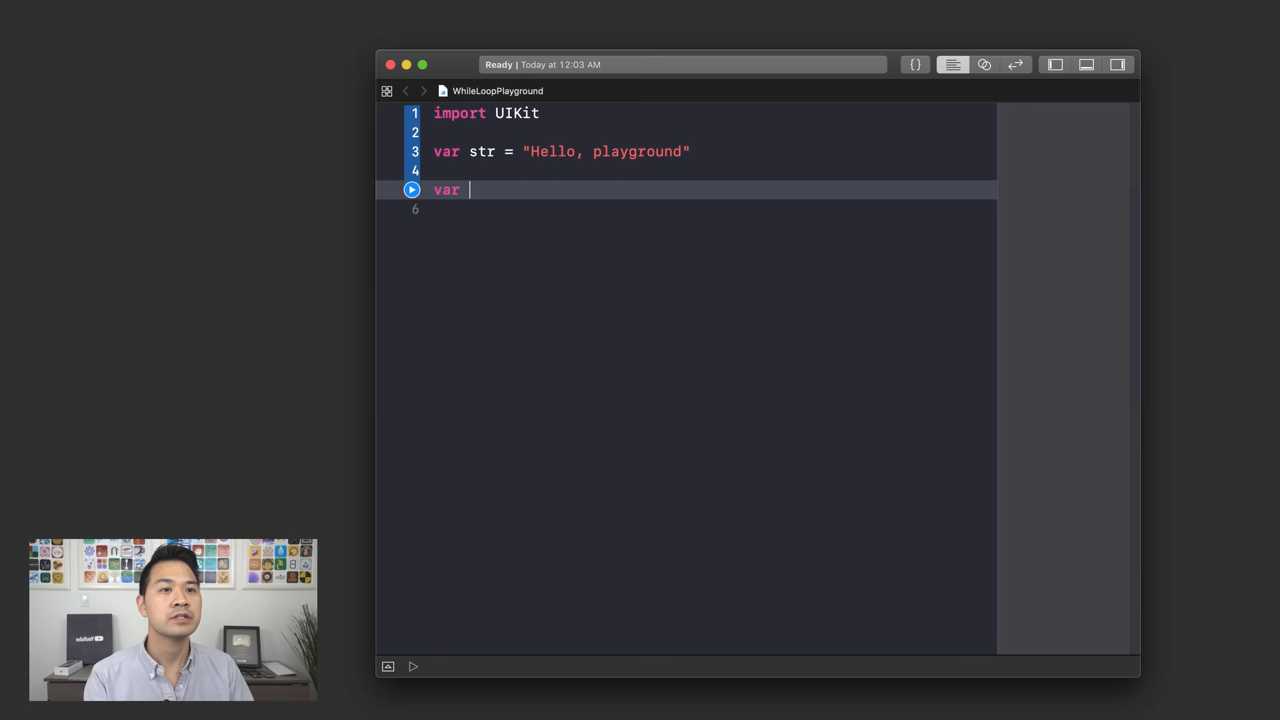 Ready | Today at 12:03 AM
WhileLoopPlayground
1 import UIKit
2
3 var str = "Hello, playground"
4
var
6
YouTube